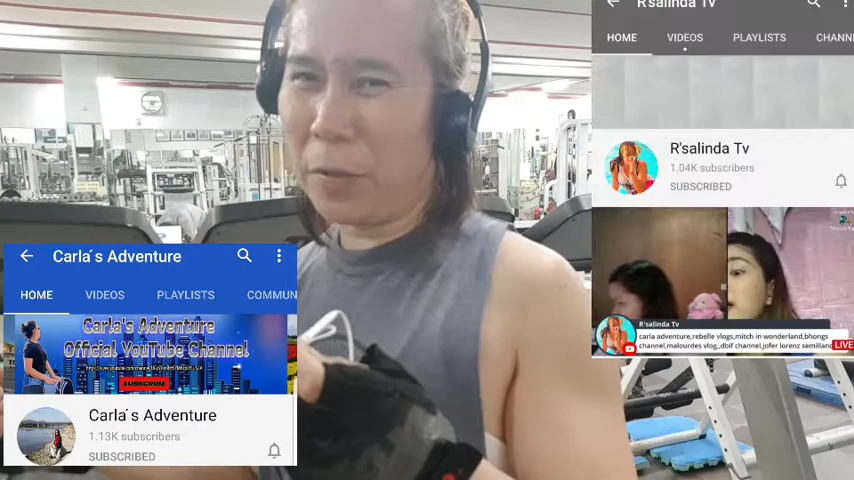 R'salinda Tv
HOME VIDEOS PLAYLISTS CHANN
R'salinda Tv
1.04K subscribers
SUBSCRIBED
R'salinda Tv
carla adventure,rebelle vlogs,mitch in wonderland,bhongs
channel,malourdes vlog,,dbif channel.jofer lorenz semillano
LIVE
Carla´s Adventure
HOME VIDEOS PLAYLISTS COMMUN
Carla's Adventure
Official YouTube Channel
SUBSCRIBE
Carla´s Adventure
1.13K subscribers
SUBSCRIBED